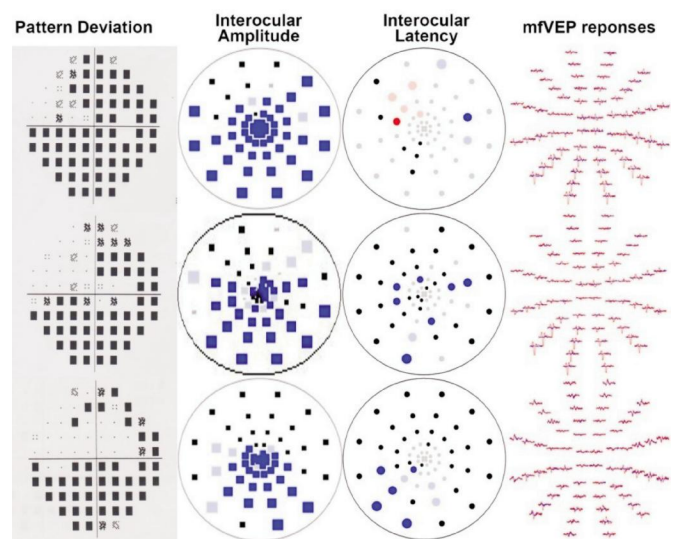 Pattern Deviation
Interocular
Amplitude
Interocular
Latency
mfVEP reponses